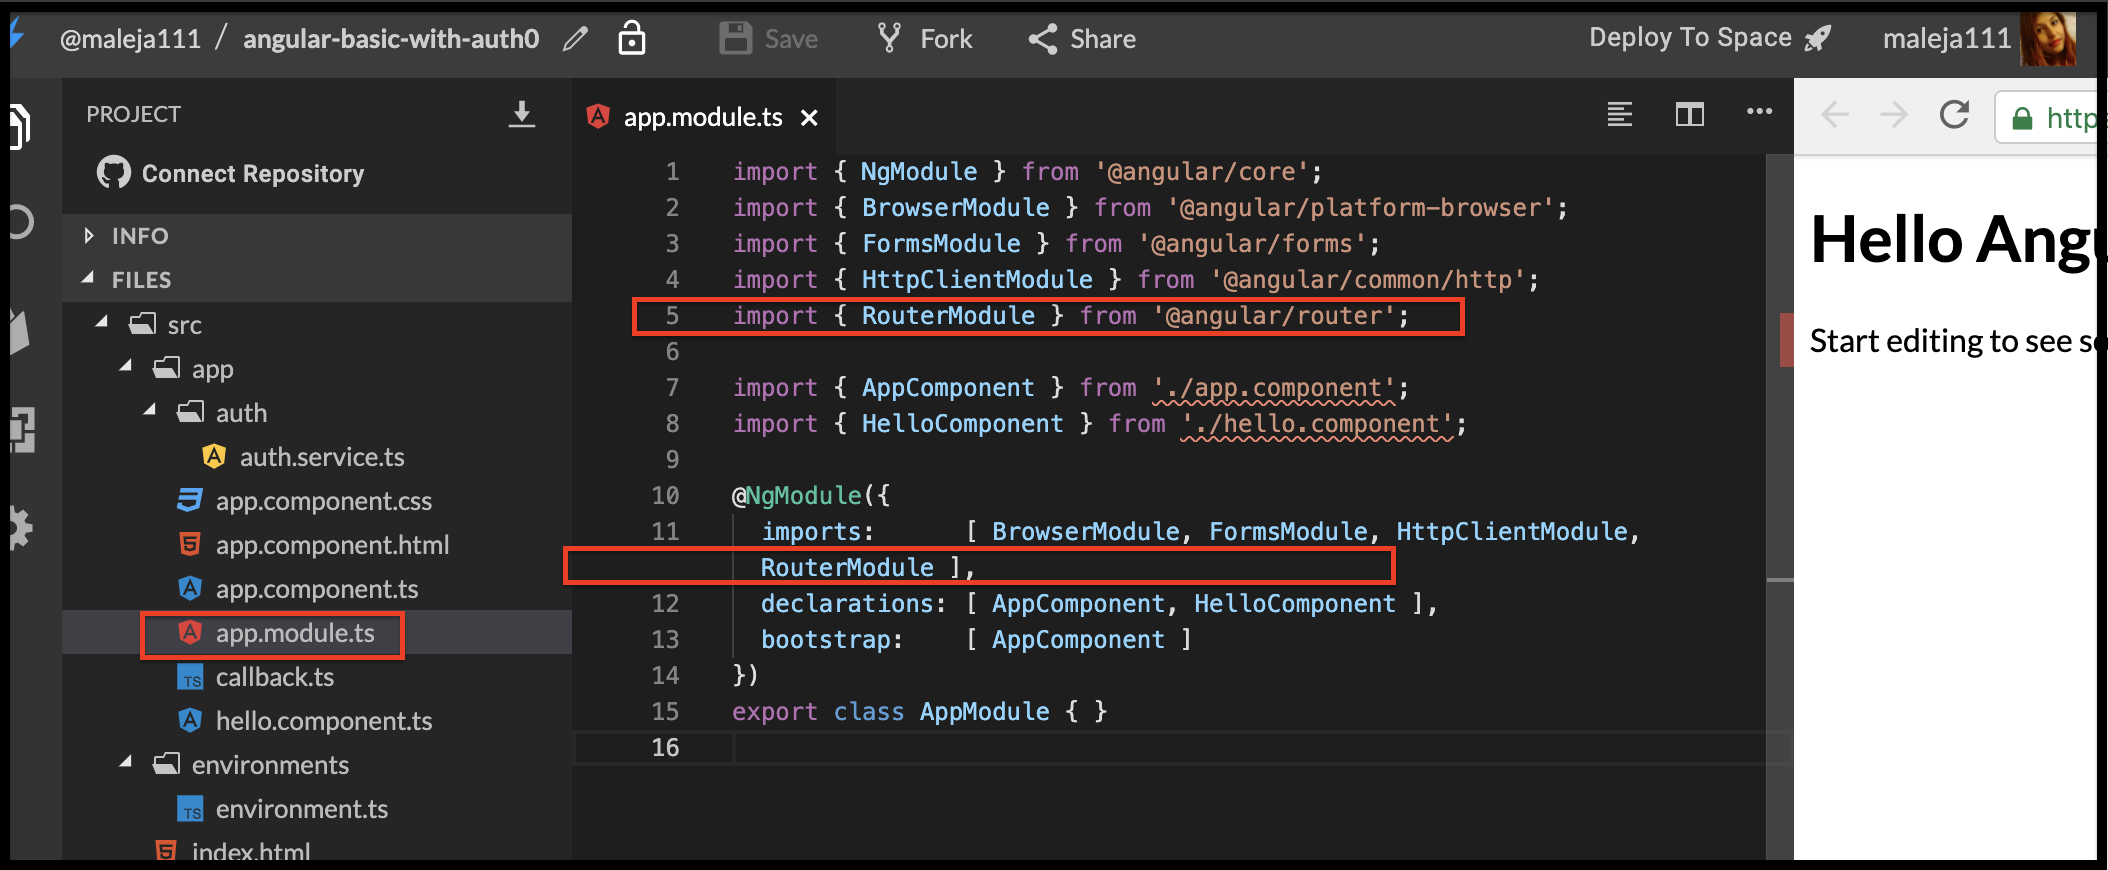 @maleja111 / angular-basic-with-auth0 Save Fork Share Deploy To Space maleja111
PROJECT
Connect Repository
INFO
FILES
src
app
auth
auth.service.ts
app.component.css
app.component.html
app.component.ts
app.module.ts
callback.ts
hello.component.ts
environments
TS environment.ts
index.html
app.module.ts ×
1 import { NgModule } from '@angular/core';
2 import { BrowserModule } from '@angular/platform-browser';
3 import { FormsModule } from '@angular/forms';
4 import { HttpClientModule } from '@angular/common/http';
5 import { RouterModule } from '@angular/router';
6
7 import { AppComponent } from './app.component';
8 import { HelloComponent } from './hello.component';
9
10 @NgModule({
11 imports: [ BrowserModule, FormsModule, HttpClientModule,
RouterModule ],
12 declarations: [ AppComponent, HelloComponent ],
13 bootstrap: [ AppComponent ]
14 })
15 export class AppModule { }
16
https
Hello Angu
Start editing to see so